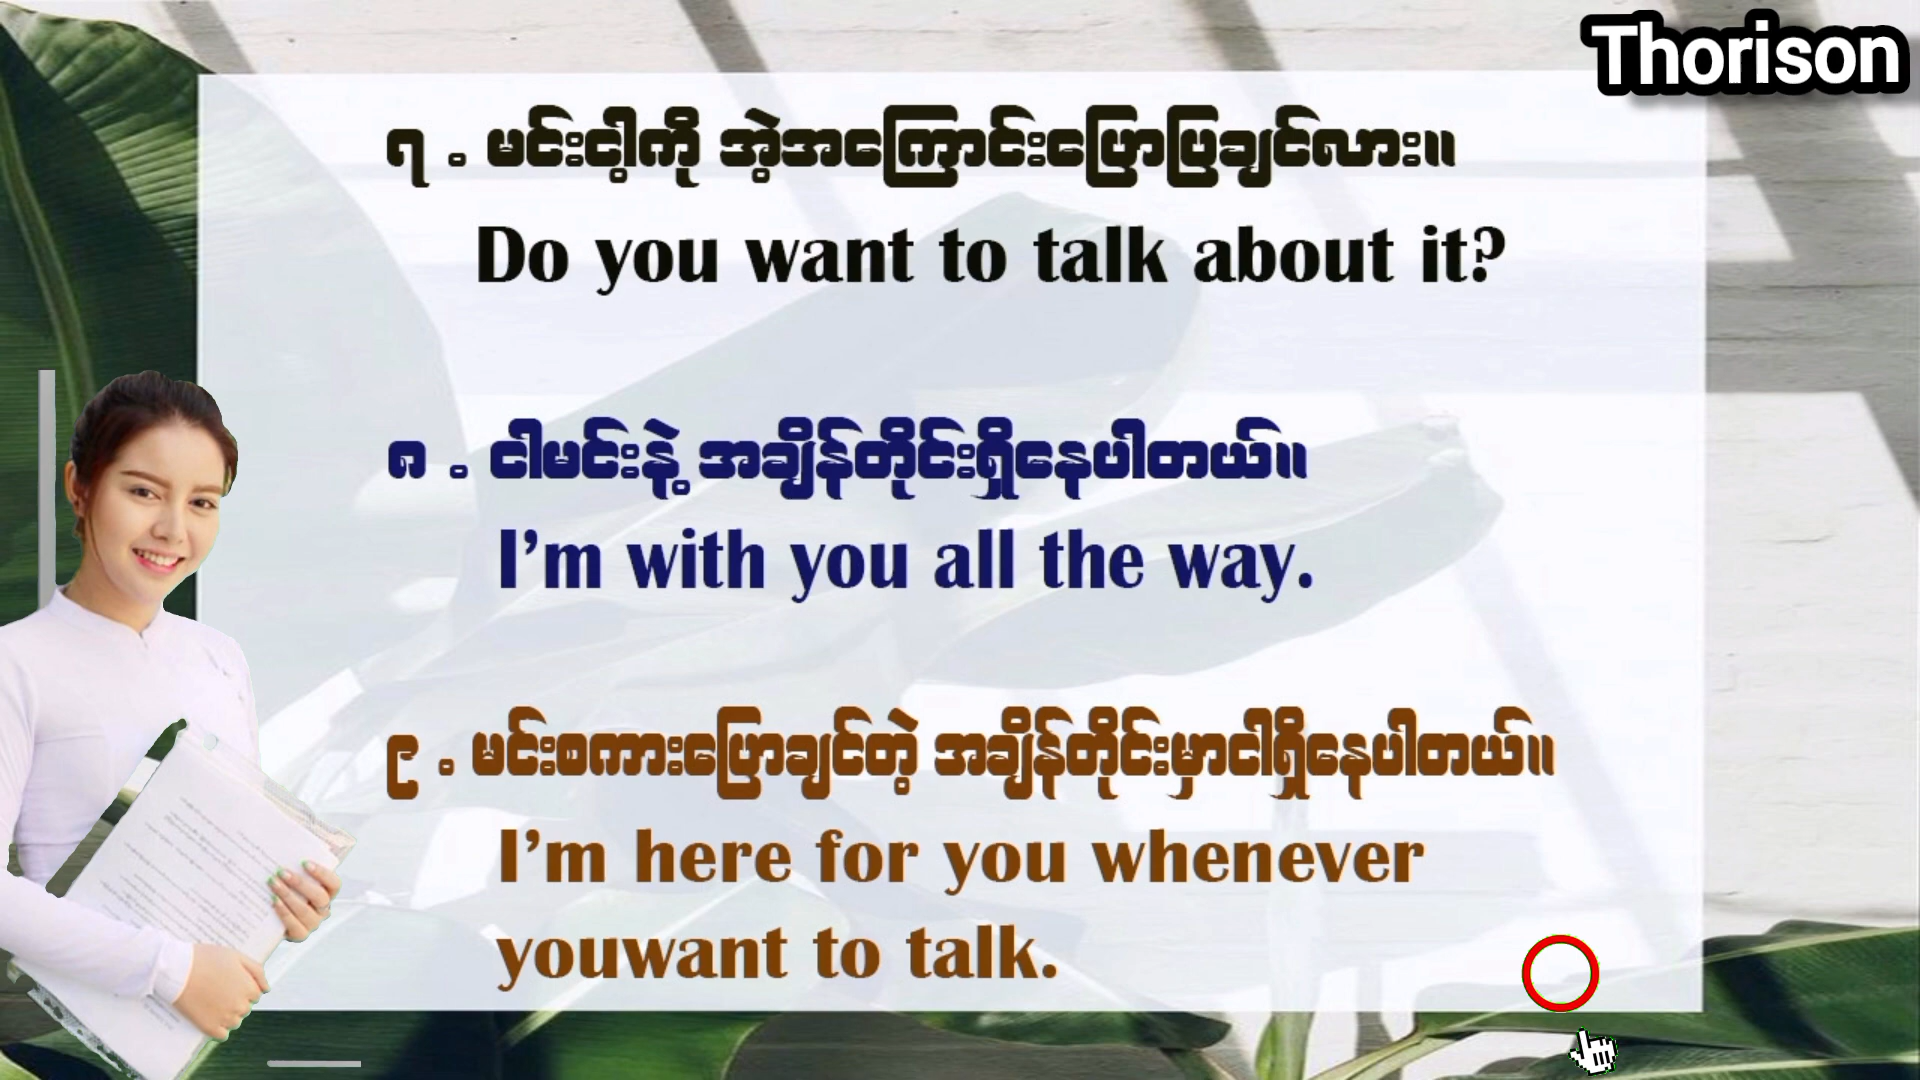 Thorison
၇ . မင်းငါ့ကို အဲ့အကြောင်းပြောပြချင်လား။
Do you want to talk about it?
၈ . ငါမင်းနဲ့ အချိန်တိုင်းရှိနေပါတယ်။
I’m with you all the way.
၉ . မင်းစကားပြောချင်တဲ့ အချိန်တိုင်းမှာငါရှိနေပါတယ်။
I’m here for you whenever
youwant to talk.